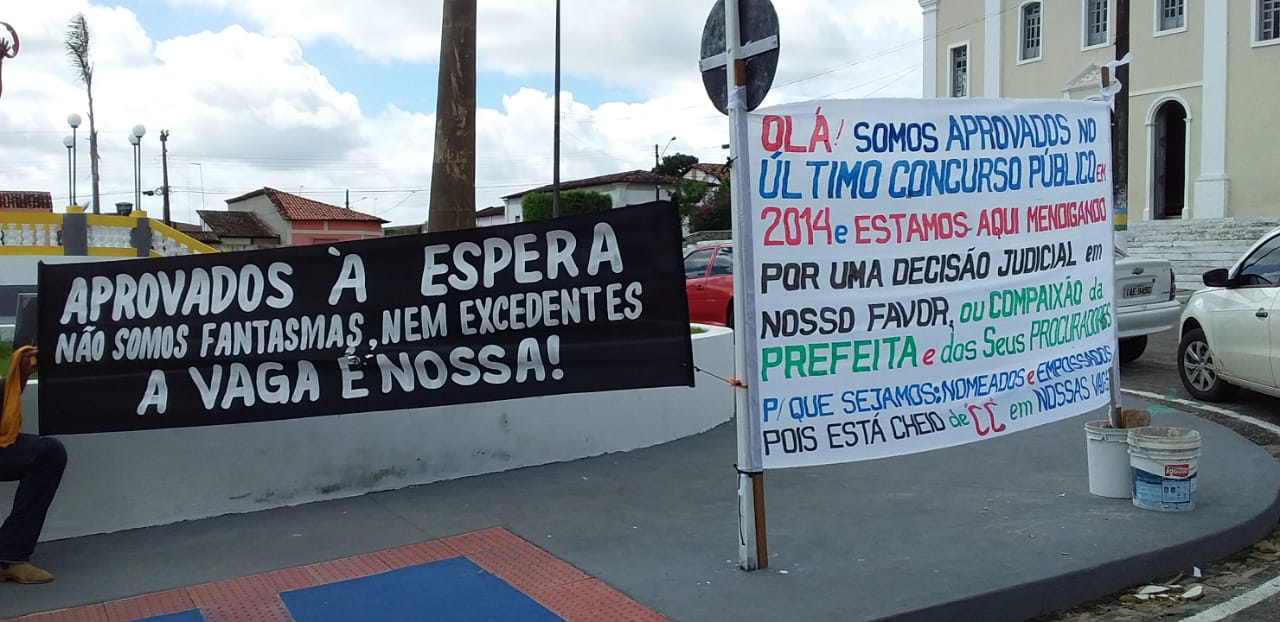 APROVADOS À ESPERA
NÃO SOMOS FANTASMAS, NEM EXCEDENTES
A VAGA É NOSSA!
OLÁ! SOMOS APROVADOS NO
ÚLTIMO CONCURSO PÚBLICO EM
2014 e ESTAMOS AQUI MENDIGANDO
POR UMA DECISÃO JUDICIAL em
NOSSO FAVOR, OU COMPAIXÃO da
PREFEITA e dos Seus PROCURADORES
P/ QUE SEJAMOS: NOMEADOS e EMPOSSADOS
POIS ESTÁ CHEIO de "CC" em NOSSAS